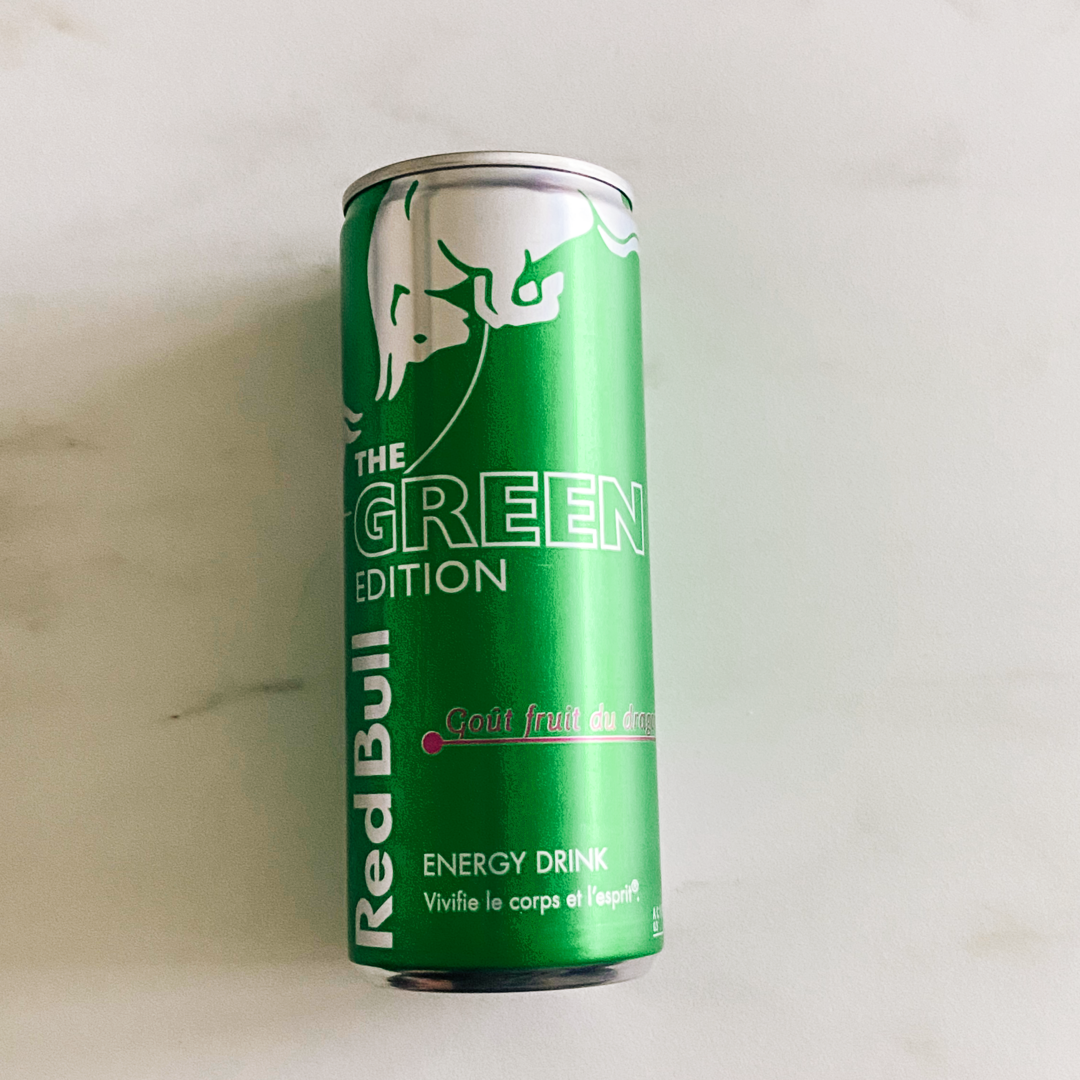 THE
GREEN
EDITION
Red Bull
Goût fruit du
ENERGY DRINK
Vivifie le corps et l'esprit®.